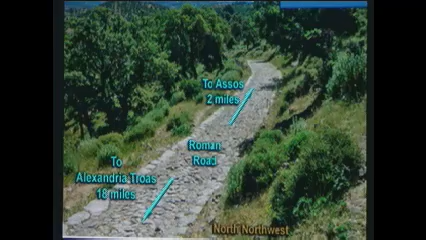 To Assos
2 miles
Roman
Road
To
Alexandria Troas
18 miles
North Northwest